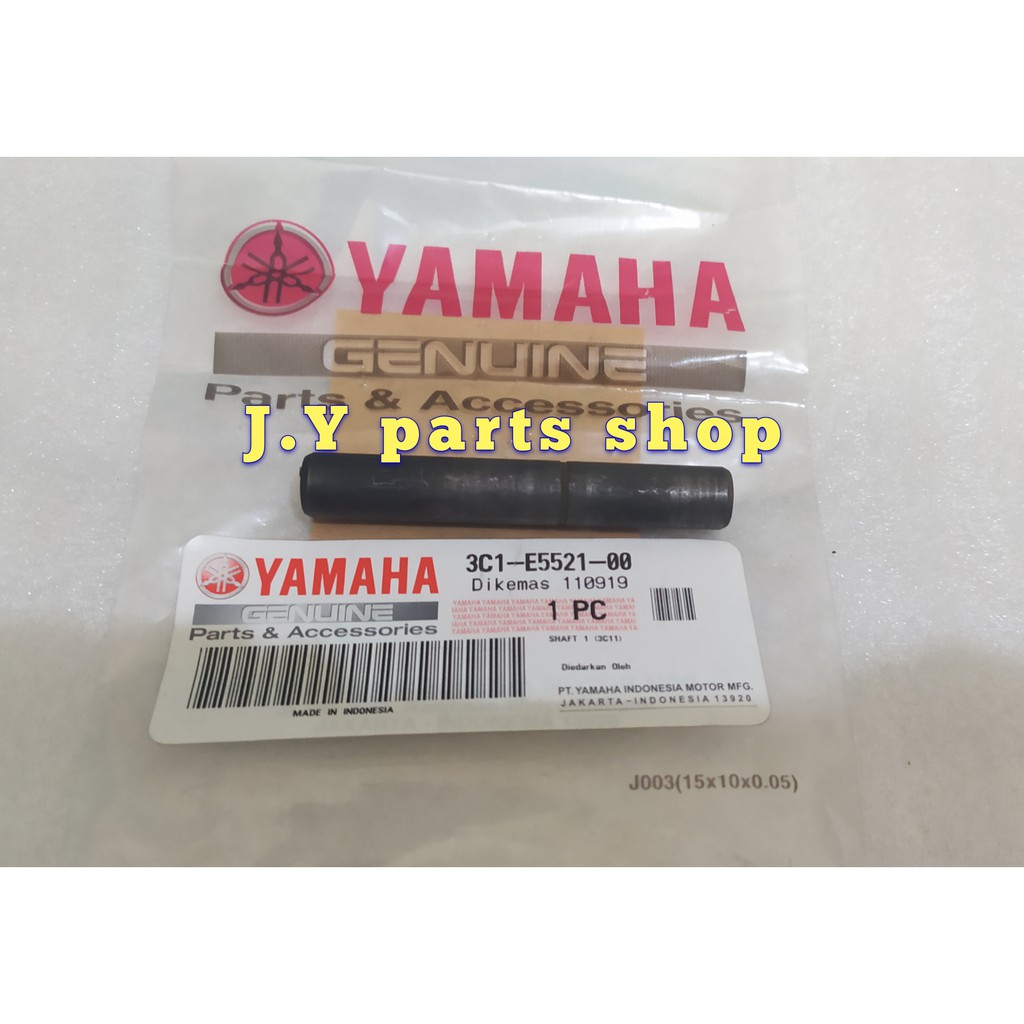 YAMAHA
GENUINE
Parts & Accessories
J.Y parts shop
YAMAHA
GENUINE
Parts & Accessories
MADE IN INDONESIA
3C1-E5521-00
Dikemas 110919
1 PC
SHAFT 1 (3C11)
Diedarkan Oleh
PT. YAMAHA INDONESIA MOTOR MFG.
JAKARTA-INDONESIA 13920
J003(15x10x0.05)